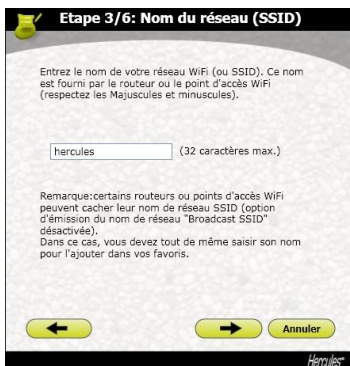 Etape 3/6: Nom du réseau (SSID)
Entrez le nom de votre réseau WiFi (ou SSID). Ce nom
est fourni par le routeur ou le point d'accès WiFi
(respectez les Majuscules et minuscules).
hercules (32 caractères max.)
Remarque:certains routeurs ou points d'accès WiFi
peuvent cacher leur nom de réseau SSID (option
d'émission du nom de réseau "Broadcast SSID"
désactivée).
Dans ce cas, vous devez tout de même saisir son nom
pour l'ajouter dans vos favoris.
Annuler
Hercules